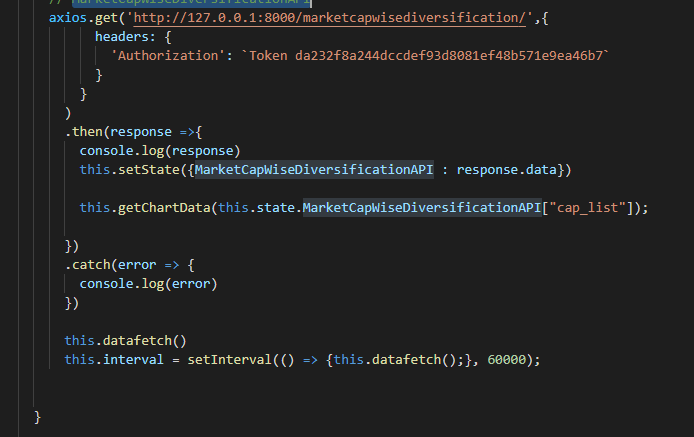 // MarketCapWiseDiversificationAPI
axios.get('http://127.0.0.1:8000/marketcapwisediversification/',{
headers: {
'Authorization': `Token da232f8a244dccdef93d8081ef48b571e9ea46b7`
}
}
)
.then(response =>{
console.log(response)
this.setState({MarketCapWiseDiversificationAPI : response.data})
this.getChartData(this.state.MarketCapWiseDiversificationAPI["cap_list"]);
})
.catch(error => {
console.log(error)
})
this.datafetch()
this.interval = setInterval(() => {this.datafetch();}, 60000);
}